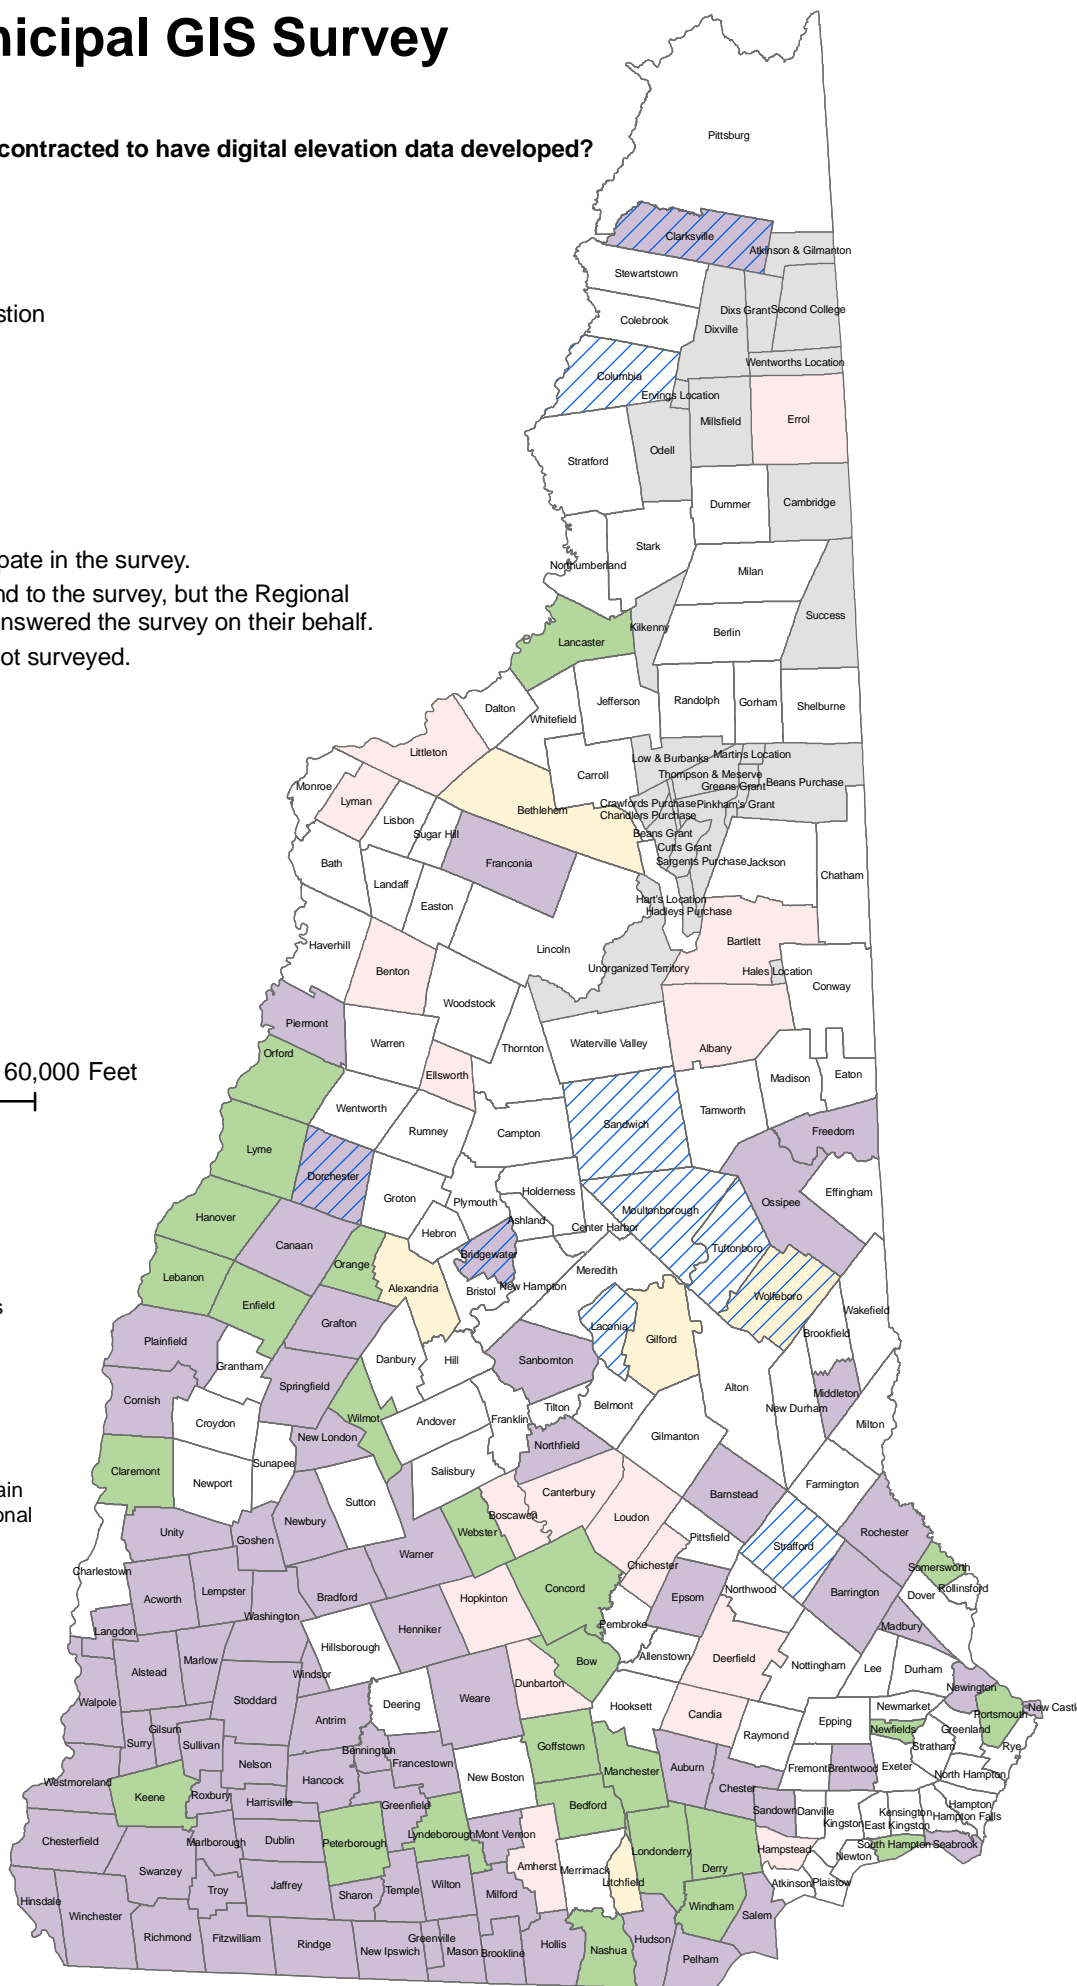 nicipal GIS Survey
contracted to have digital elevation data developed?
stion
pate in the survey.
nd to the survey, but the Regional
nswered the survey on their behalf.
ot surveyed.
60,000 Feet
s
ain
onal
Pittsburg
Clarksville
Atkinson & Gilmanton
Stewartstown
Dixs Grant
Second College
Colebrook
Dixville
Wentworths Location
Columbia
Ervings Location
Millsfield
Errol
Odell
Stratford
Dummer
Cambridge
Stark
Northumberland
Milan
Success
Kilkenny
Berlin
Lancaster
Jefferson
Randolph
Gorham
Shelburne
Dalton
Whitefield
Littleton
Low & Burbanks
Martins Location
Carroll
Thompson & Meserve
Greens Grant
Beans Purchase
Monroe
Lyman
Crawfords Purchase
Pinkham's Grant
Bethlehem
Chandlers Purchase
Lisbon
Sugar Hill
Beans Grant
Cutts Grant
Bath
Franconia
Sargents Purchase
Jackson
Chatham
Landaff
Easton
Hart's Location
Hadleys Purchase
Haverhill
Lincoln
Bartlett
Benton
Unorganized Territory
Hales Location
Conway
Woodstock
Piermont
Warren
Thornton
Waterville Valley
Albany
Orford
Ellsworth
Madison
Eaton
Wentworth
Tamworth
Rumney
Campton
Sandwich
Freedom
Lyme
Dorchester
Groton
Plymouth
Holderness
Ossipee
Effingham
Hanover
Hebron
Ashland
Moultonborough
Center Harbor
Canaan
Bridgewater
Tuftonboro
Lebanon
Orange
Alexandria
Bristol
New Hampton
Meredith
Wolfeboro
Enfield
Wakefield
Grafton
Laconia
Gilford
Brookfield
Plainfield
Grantham
Danbury
Hill
Sanbornton
Springfield
Alton
Middleton
Cornish
New Durham
Croydon
Wilmot
Andover
Franklin
Tilton
Belmont
Milton
New London
Northfield
Gilmanton
Claremont
Sunapee
Newport
Salisbury
Farmington
Sutton
Canterbury
Barnstead
Boscawen
Loudon
Newbury
Unity
Goshen
Webster
Pittsfield
Strafford
Rochester
Warner
Chichester
Somersworth
Charlestown
Acworth
Lempster
Bradford
Hopkinton
Concord
Epsom
Northwood
Barrington
Rollinsford
Dover
Washington
Henniker
Pembroke
Madbury
Langdon
Hillsborough
Allenstown
Deerfield
Nottingham
Lee
Durham
Alstead
Marlow
Windsor
Bow
Dunbarton
Newington
Walpole
Stoddard
Antrim
Deering
Weare
Hooksett
Candia
Newmarket
Portsmouth
New Castl
Gilsum
Surry
Sullivan
Bennington
Goffstown
Raymond
Epping
Newfields
Greenland
Stratham
Rye
Nelson
Francestown
Manchester
Auburn
Fremont
Brentwood
Exeter
North Hampton
Westmoreland
Hancock
New Boston
Chester
Keene
Roxbury
Harrisville
Greenfield
Bedford
Sandown
Danville
Kensington
Hampton
Hampton Falls
Kingston
East Kingston
Chesterfield
Marlborough
Dublin
Peterborough
Lyndeborough
Mont Vernon
Londonderry
Hampstead
South Hampton
Seabrook
Newton
Swanzey
Amherst
Merrimack
Litchfield
Derry
Atkinson
Plaistow
Troy
Jaffrey
Sharon
Temple
Wilton
Milford
Windham
Hinsdale
Winchester
Salem
Richmond
Fitzwilliam
Rindge
New Ipswich
Greenville
Mason
Brookline
Hollis
Nashua
Hudson
Pelham